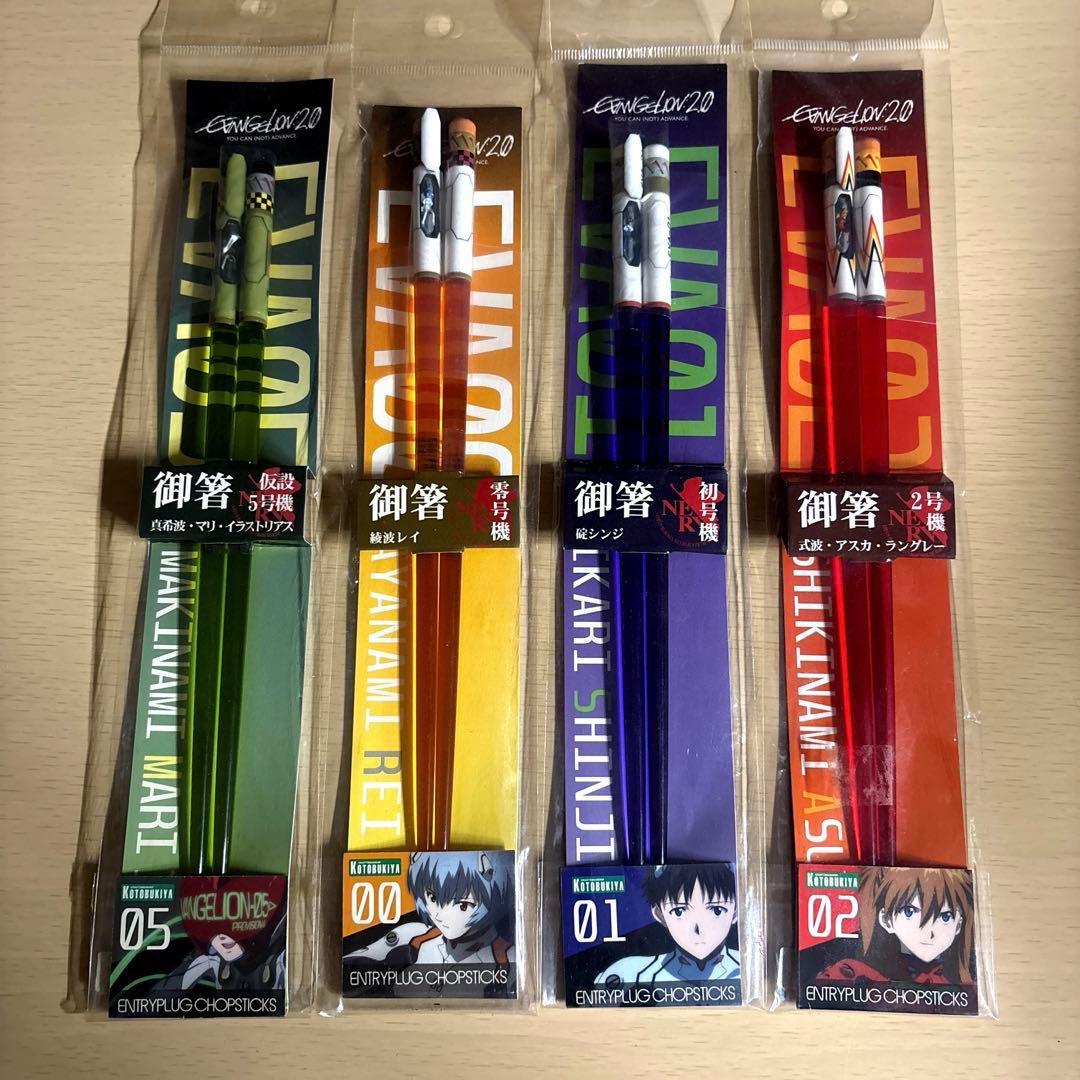 EVANGELION:2.0
YOU CAN (NOT) ADVANCE.
EVA05
御箸
仮設
5号機
真希波・マリ・イラストリアス
NERV
MAKINAMI MARI
KOTOBUKIYA
05
EVANGELION-05
PROVISIONAL
ENTRYPLUG CHOPSTICKS
EVANGELION:2.0
EVA00
御箸
零号機
綾波レイ
AYANAMI REI
KOTOBUKIYA
00
ENTRYPLUG CHOPSTICKS
EVANGELION:2.0
YOU CAN (NOT) ADVANCE.
EVA01
御箸
初号機
碇シンジ
NERV
IKARI SHINJI
KOTOBUKIYA
01
ENTRYPLUG CHOPSTICKS
EVANGELION:2.0
YOU CAN (NOT) ADVANCE.
EVA02
御箸
2号機
式波・アスカ・ラングレー
NERV
SHIKINAMI ASU
KOTOBUKIYA
02
ENTRYPLUG CHOPSTICKS